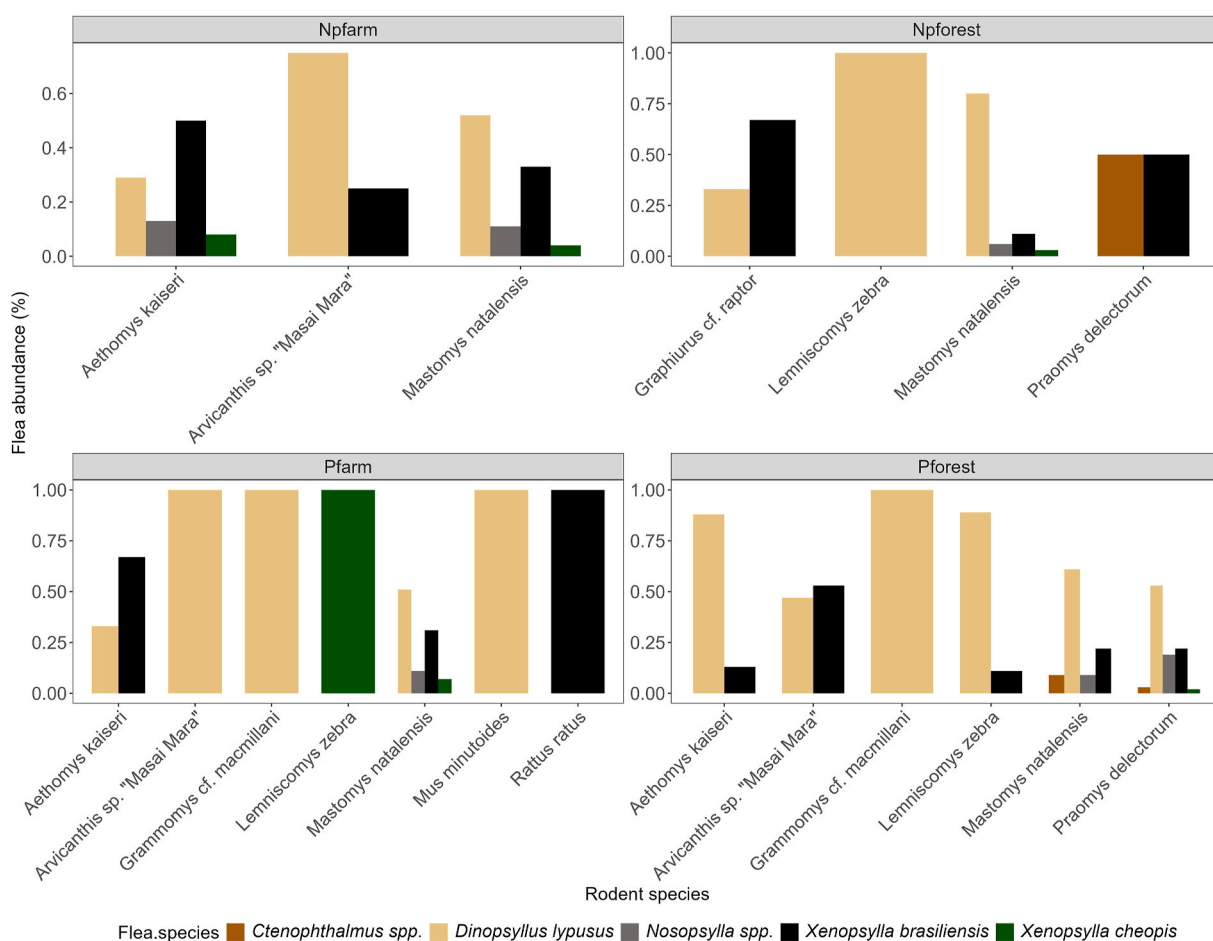 Npfarm
0.6
0.4
0.2
0.0
Aethomys kaiseri
Arvicanthis sp. "Masai Mara"
Mastomys natalensis
Npforest
1.00
0.75
0.50
0.25
0.00
Graphiurus cf. raptor
Lemniscomys zebra
Mastomys natalensis
Praomys delectorum
Flea abundance (%)
Pfarm
1.00
0.75
0.50
0.25
0.00
Aethomys kaiseri
Arvicanthis sp. "Masai Mara"
Grammomys cf. macmillani
Lemniscomys zebra
Mastomys natalensis
Mus minutoides
Rattus ratus
Pforest
1.00
0.75
0.50
0.25
0.00
Aethomys kaiseri
Arvicanthis sp. "Masai Mara'
Grammomys cf. macmillani
Lemniscomys zebra
Mastomys natalensis
Praomys delectorum
Rodent species
Flea.species Ctenophthalmus spp. Dinopsyllus lypusus Nosopsylla spp. Xenopsylla brasiliensis Xenopsylla cheopis